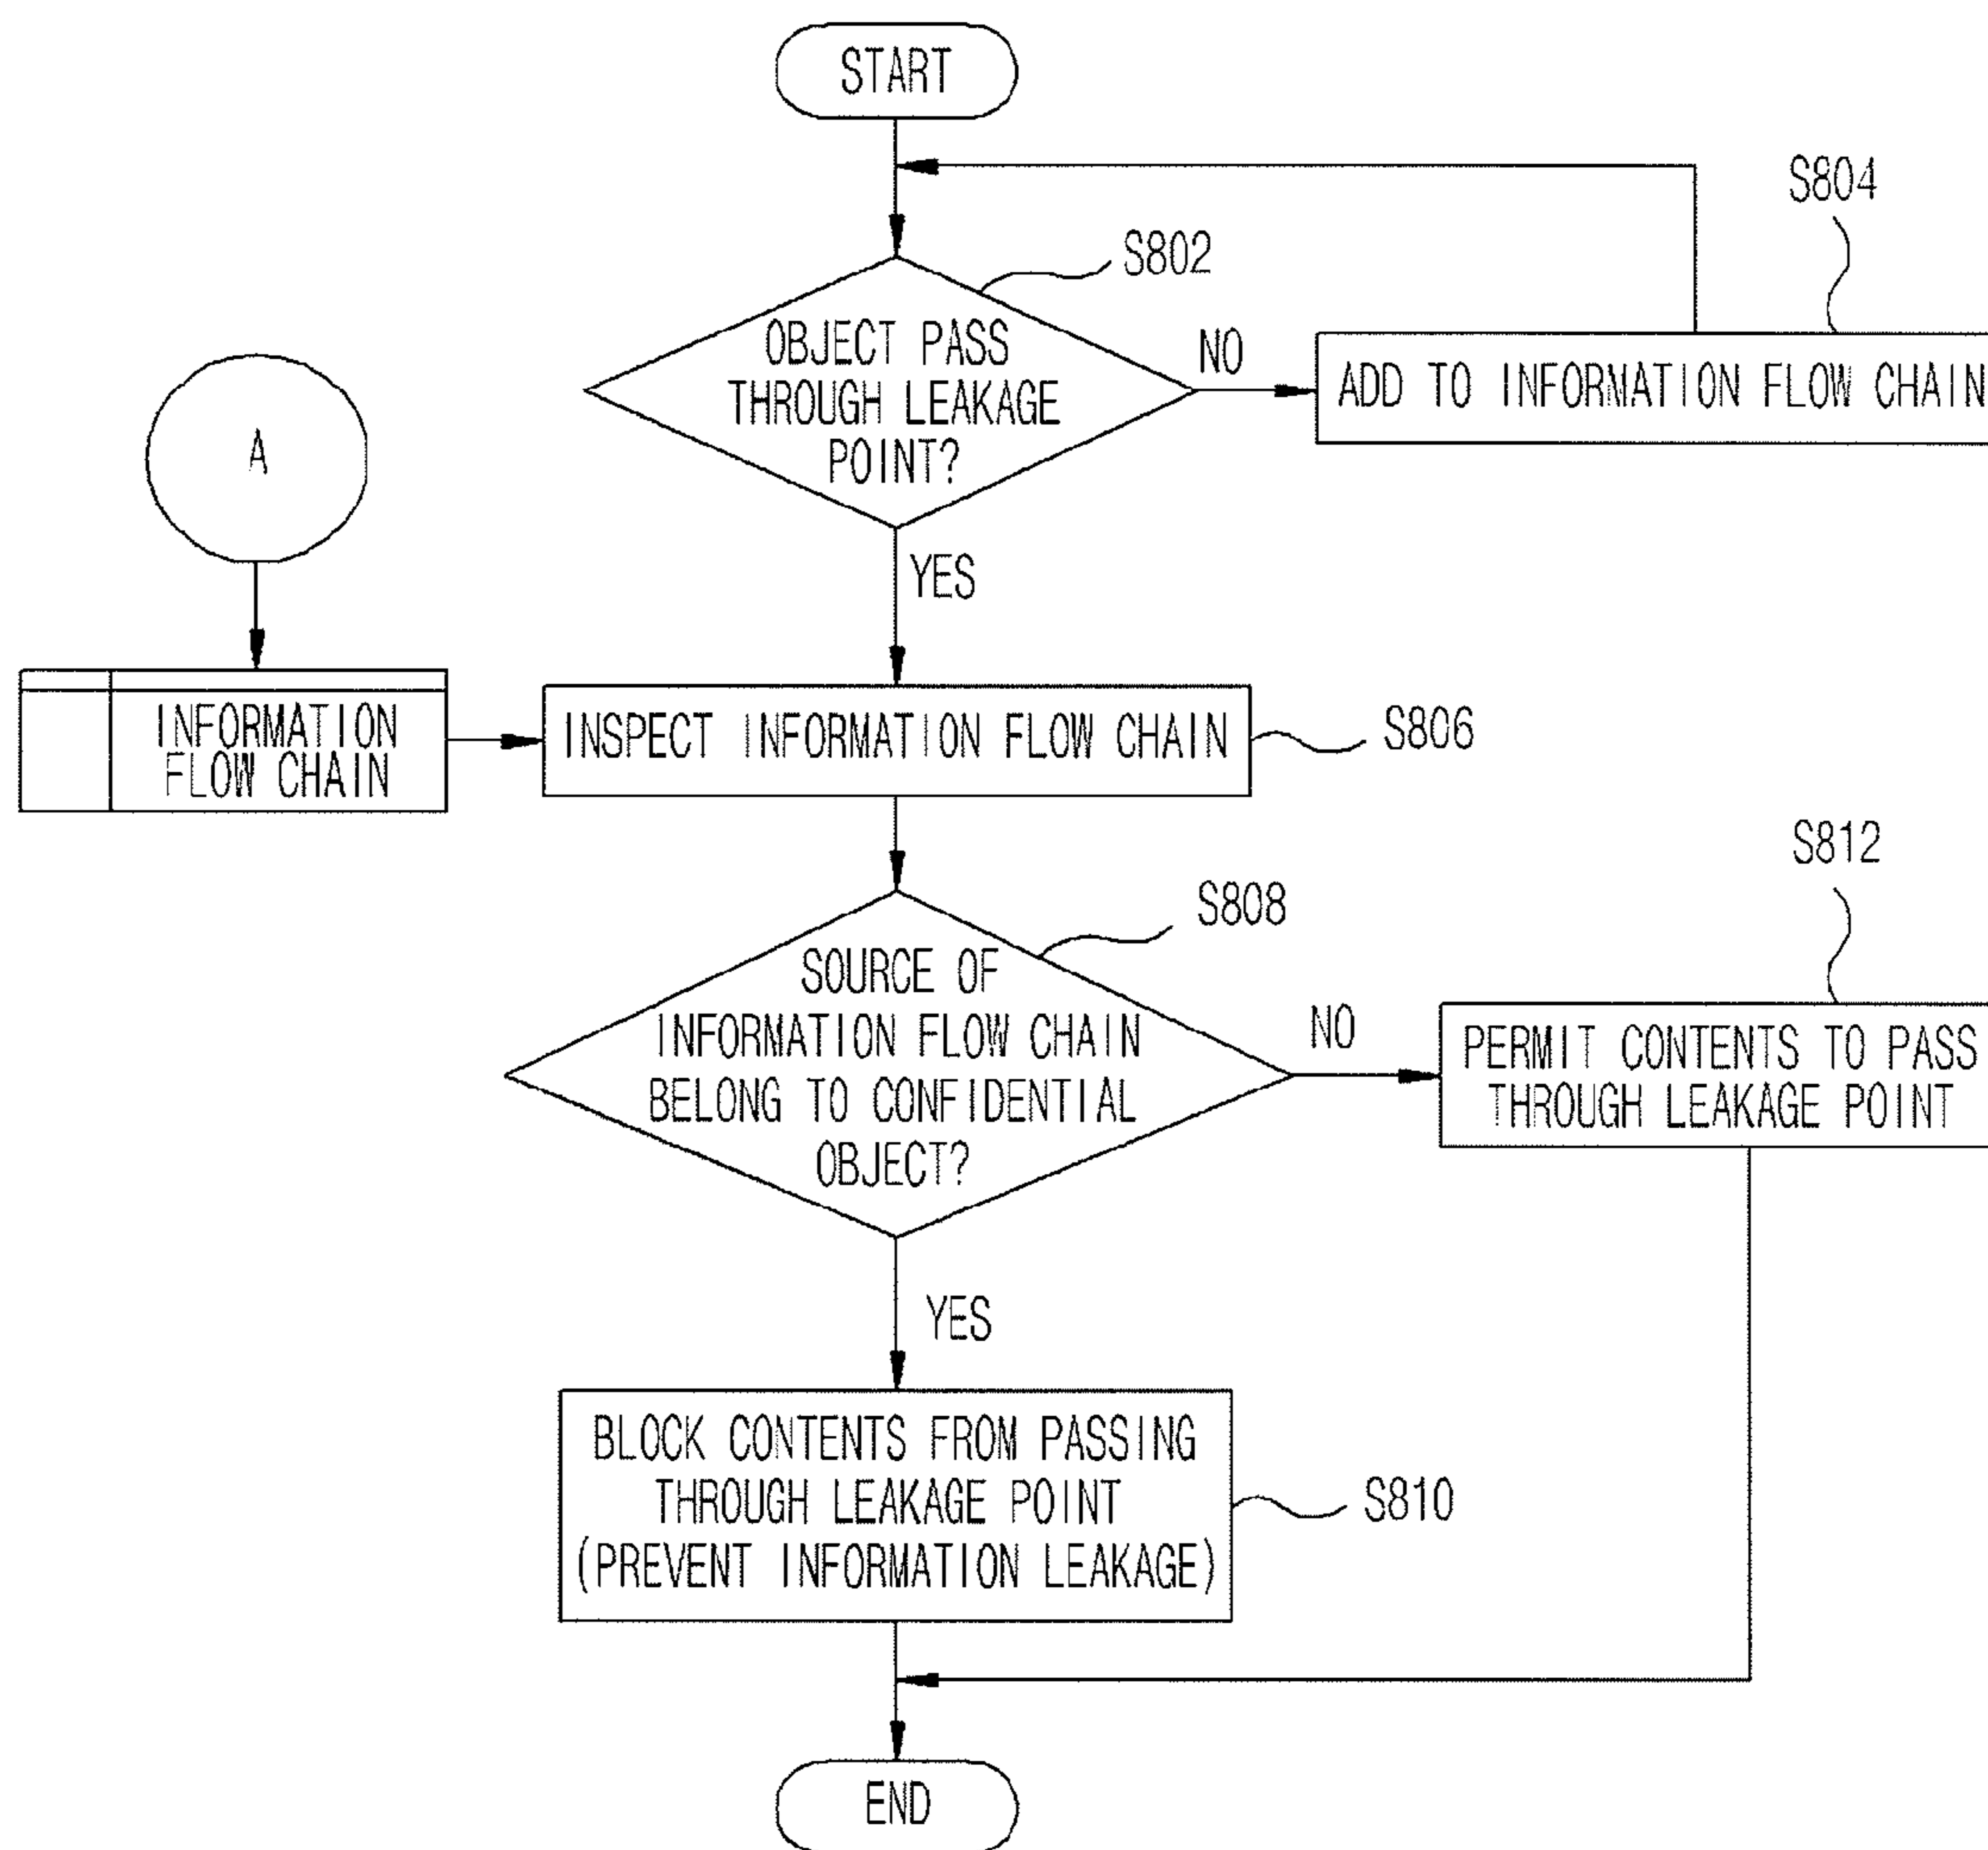 START
S804
S802
OBJECT PASS
THROUGH LEAKAGE
POINT?
NO
ADD TO INFORMATION FLOW CHAIN
A
YES
INFORMATION
FLOW CHAIN
INSPECT INFORMATION FLOW CHAIN
S806
S812
S808
SOURCE OF
INFORMATION FLOW CHAIN
BELONG TO CONFIDENTIAL
OBJECT?
NO
PERMIT CONTENTS TO PASS
THROUGH LEAKAGE POINT
YES
BLOCK CONTENTS FROM PASSING
THROUGH LEAKAGE POINT
(PREVENT INFORMATION LEAKAGE)
S810
END